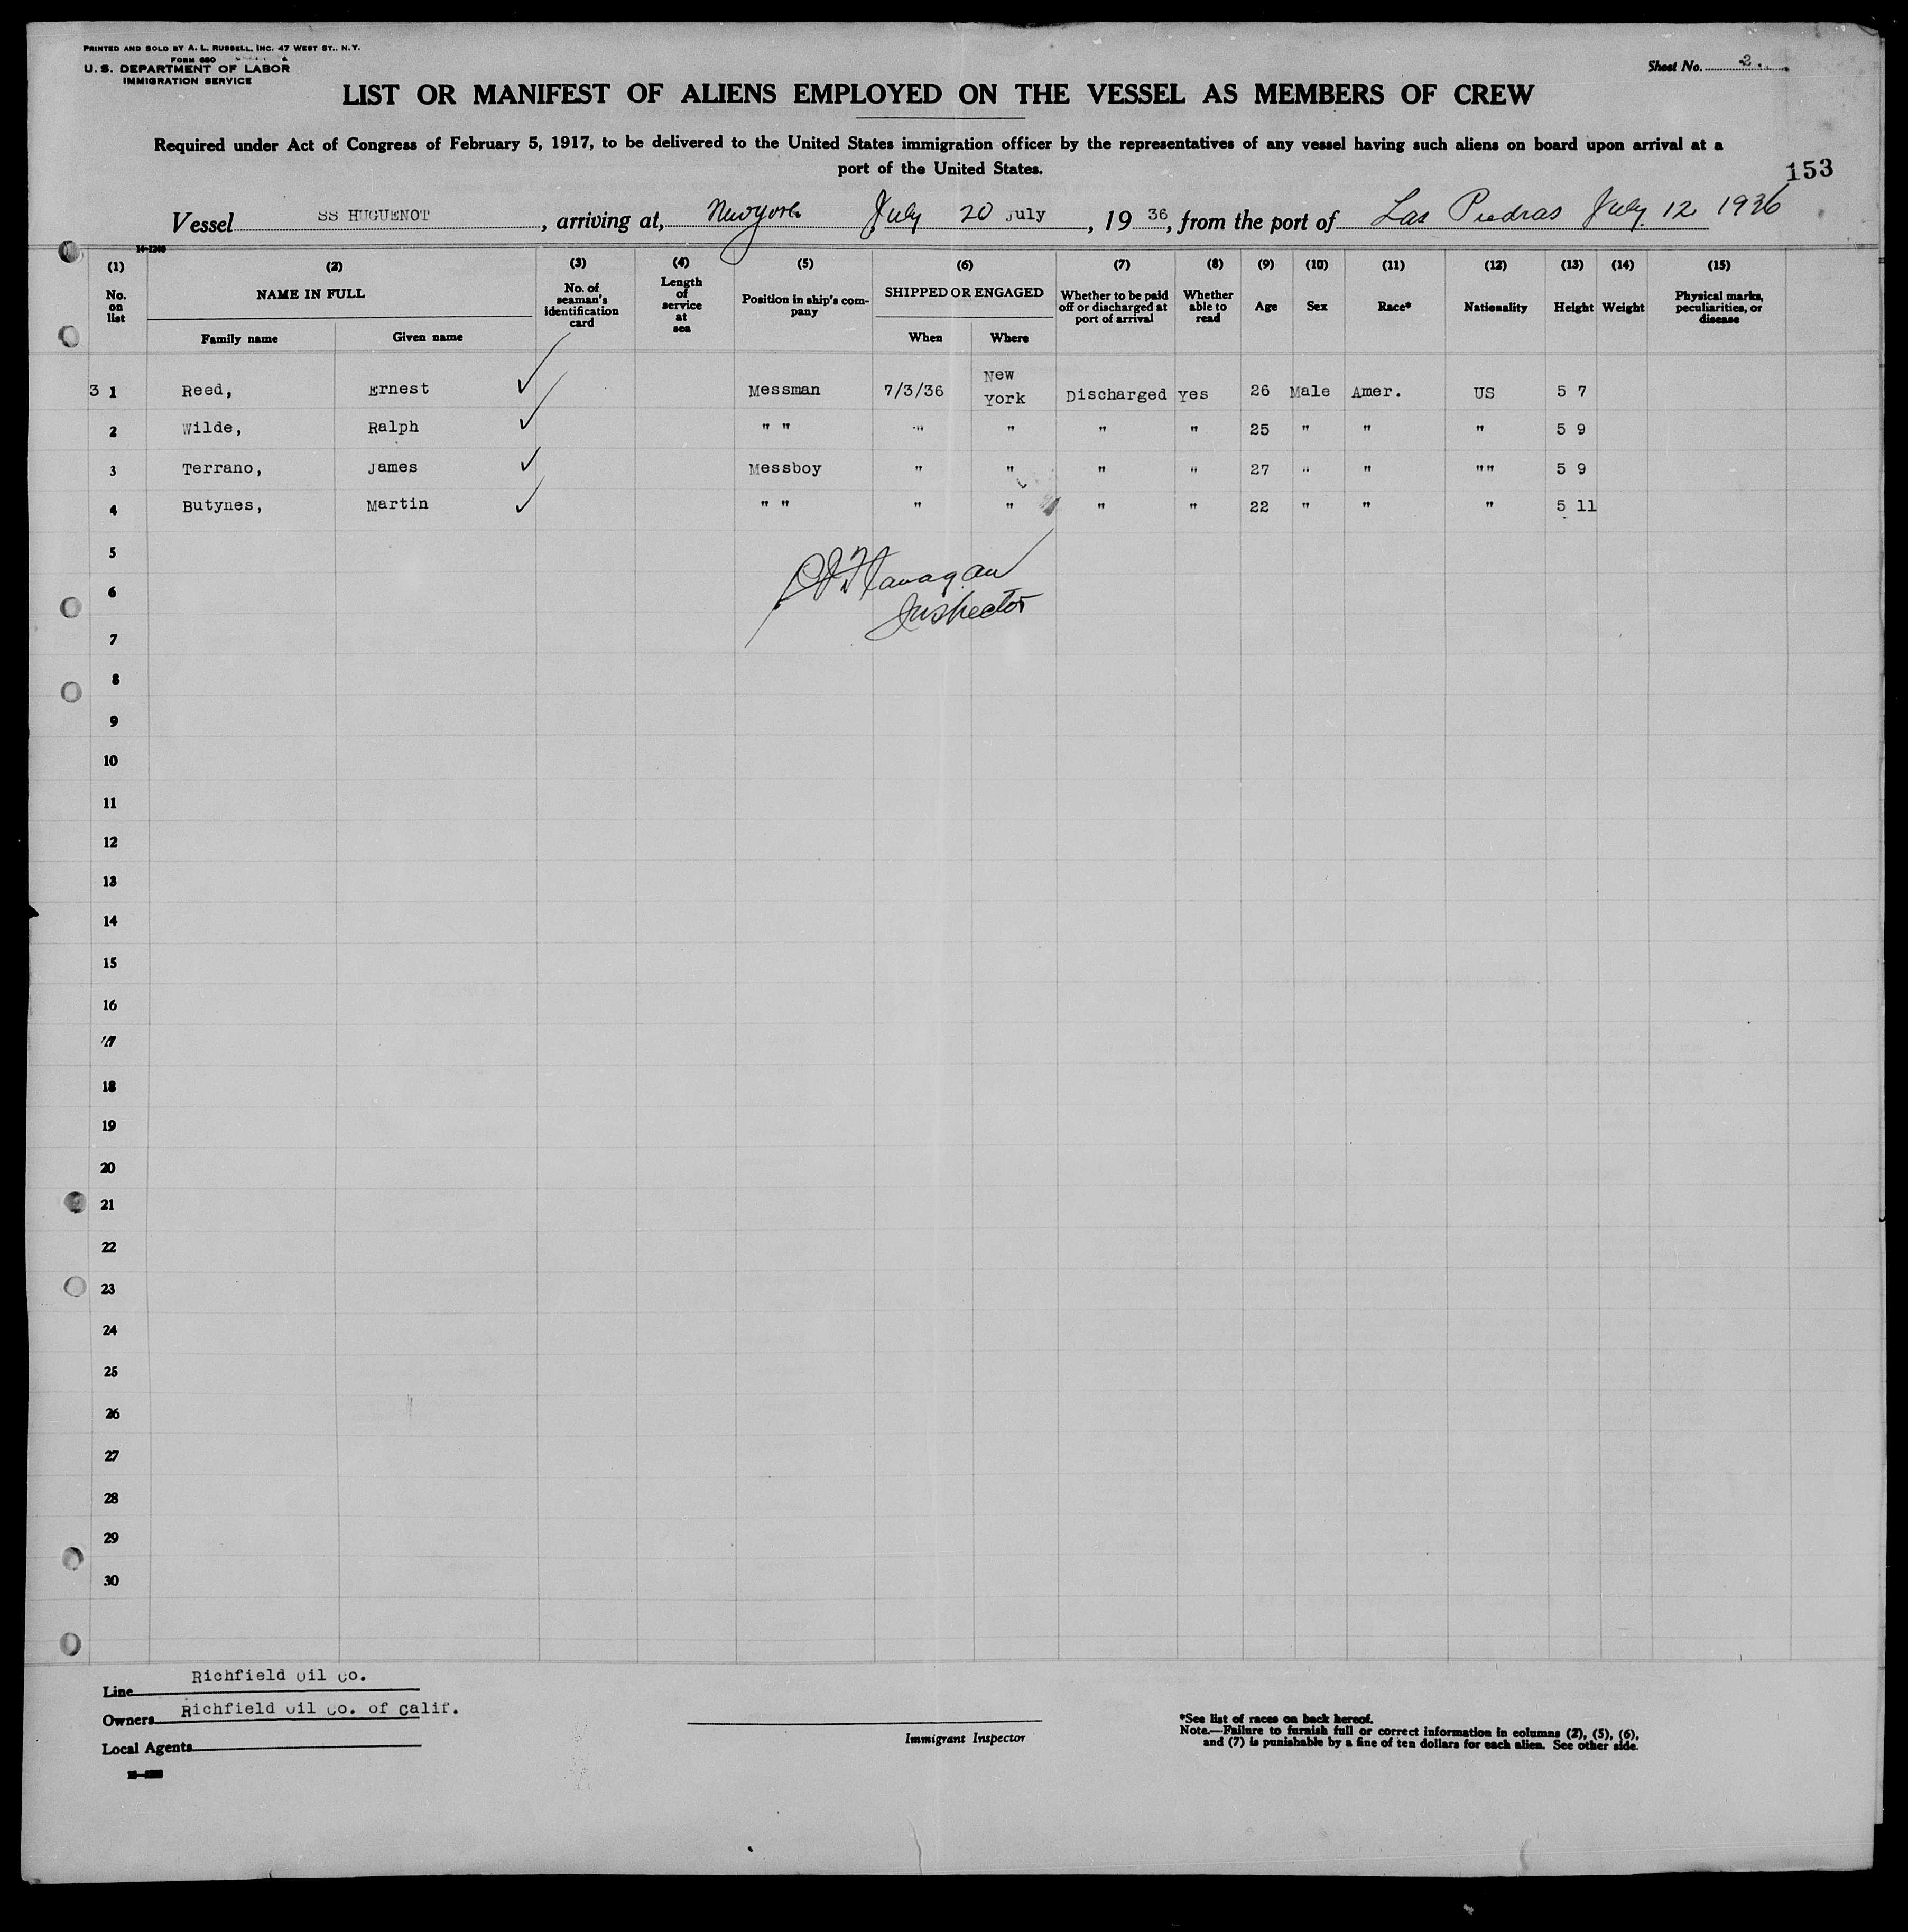 PRINTED AND SOLD BY A. L. RUSSELL, INC. 47 WEST ST., N.Y.
FORM 680
U. S. DEPARTMENT OF LABOR
IMMIGRATION SERVICE
Sheet No. 2.
LIST OR MANIFEST OF ALIENS EMPLOYED ON THE VESSEL AS MEMBERS OF CREW
Required under Act of Congress of February 5, 1917, to be delivered to the United States immigration officer by the representatives of any vessel having such aliens on board upon arrival at a
port of the United States.
153
Vessel SS HUGUENOT, arriving at, New York July 20 July, 19 36, from the port of Las Piedras July 12 1936
14-1240
(1) (2) (3) (4) (5) (6) (7) (8) (9) (10) (11) (12) (13) (14) (15)
No. on list NAME IN FULL No. of seaman's identification card Length of service at sea Position in ship's company SHIPPED OR ENGAGED Whether to be paid off or discharged at port of arrival Whether able to read Age Sex Race* Nationality Height Weight Physical marks, peculiarities, or disease
Family name Given name When Where
3 1 Reed, Ernest Messman 7/3/36 New York Discharged Yes 26 Male Amer. US 5 7
2 Wilde, Ralph " " " " " " 25 " " " 5 9
3 Terrano, James Messboy " " " " 27 " " "" 5 9
4 Butynes, Martin " " " " " " 22 " " " 5 11
5
6
7
8
9
10
11
12
13
14
15
16
17
18
19
20
21
22
23
24
25
26
27
28
29
30
Flanagan
Inspector
Line Richfield Oil Co.
Owners Richfield Oil Co. of Calif.
Local Agents
Immigrant Inspector
*See list of races on back hereof.
Note.—Failure to furnish full or correct information in columns (2), (5), (6),
and (7) is punishable by a fine of ten dollars for each alien. See other side.